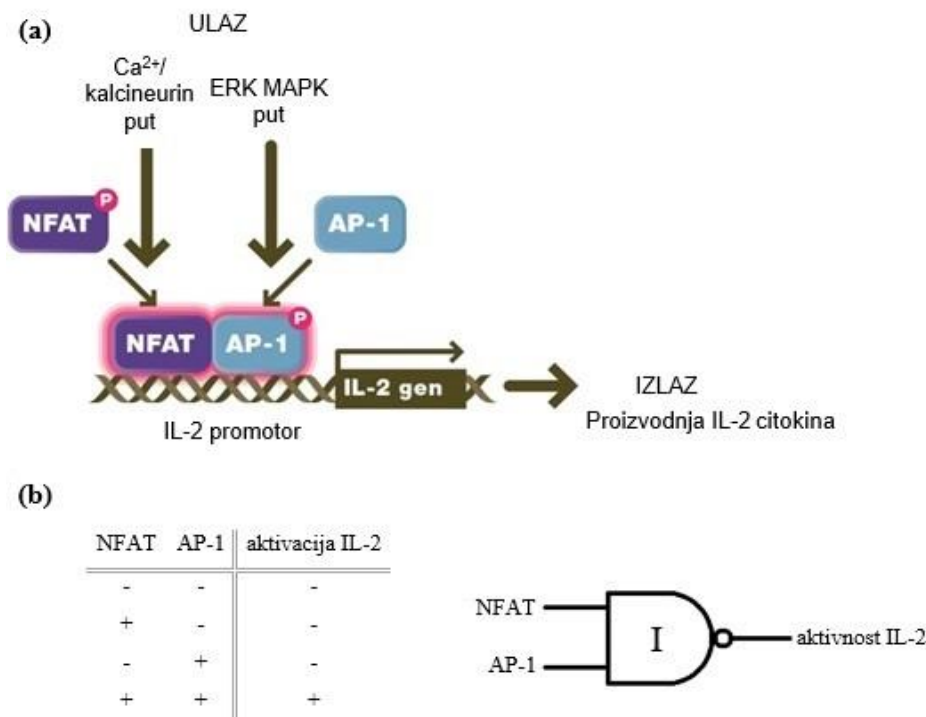 (a)
ULAZ
Ca²⁺/
kalcineurin
put
ERK MAPK
put
NFAT
P
AP-1
NFAT
AP-1
P
IL-2 gen
IL-2 promotor
IZLAZ
Proizvodnja IL-2 citokina
(b)
NFAT AP-1 aktivacija IL-2
- - -
+ - -
- + -
+ + +
NFAT
AP-1
I
aktivnost IL-2